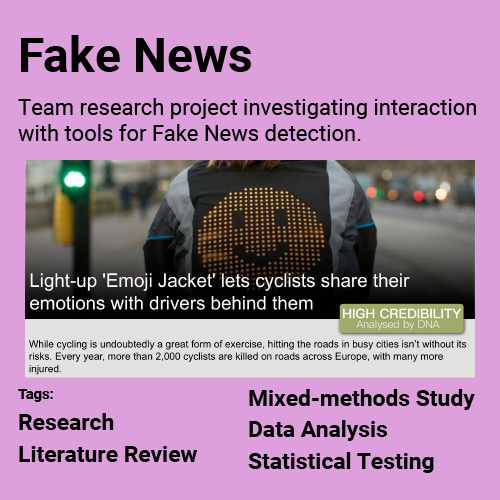 Fake News
Team research project investigating interaction
with tools for Fake News detection.
Light-up 'Emoji Jacket' lets cyclists share their
emotions with drivers behind them
HIGH CREDIBILITY
Analysed by DNA
While cycling is undoubtedly a great form of exercise, hitting the roads in busy cities isn't without its
risks. Every year, more than 2,000 cyclists are killed on roads across Europe, with many more
injured.
Tags:
Research
Literature Review
Mixed-methods Study
Data Analysis
Statistical Testing